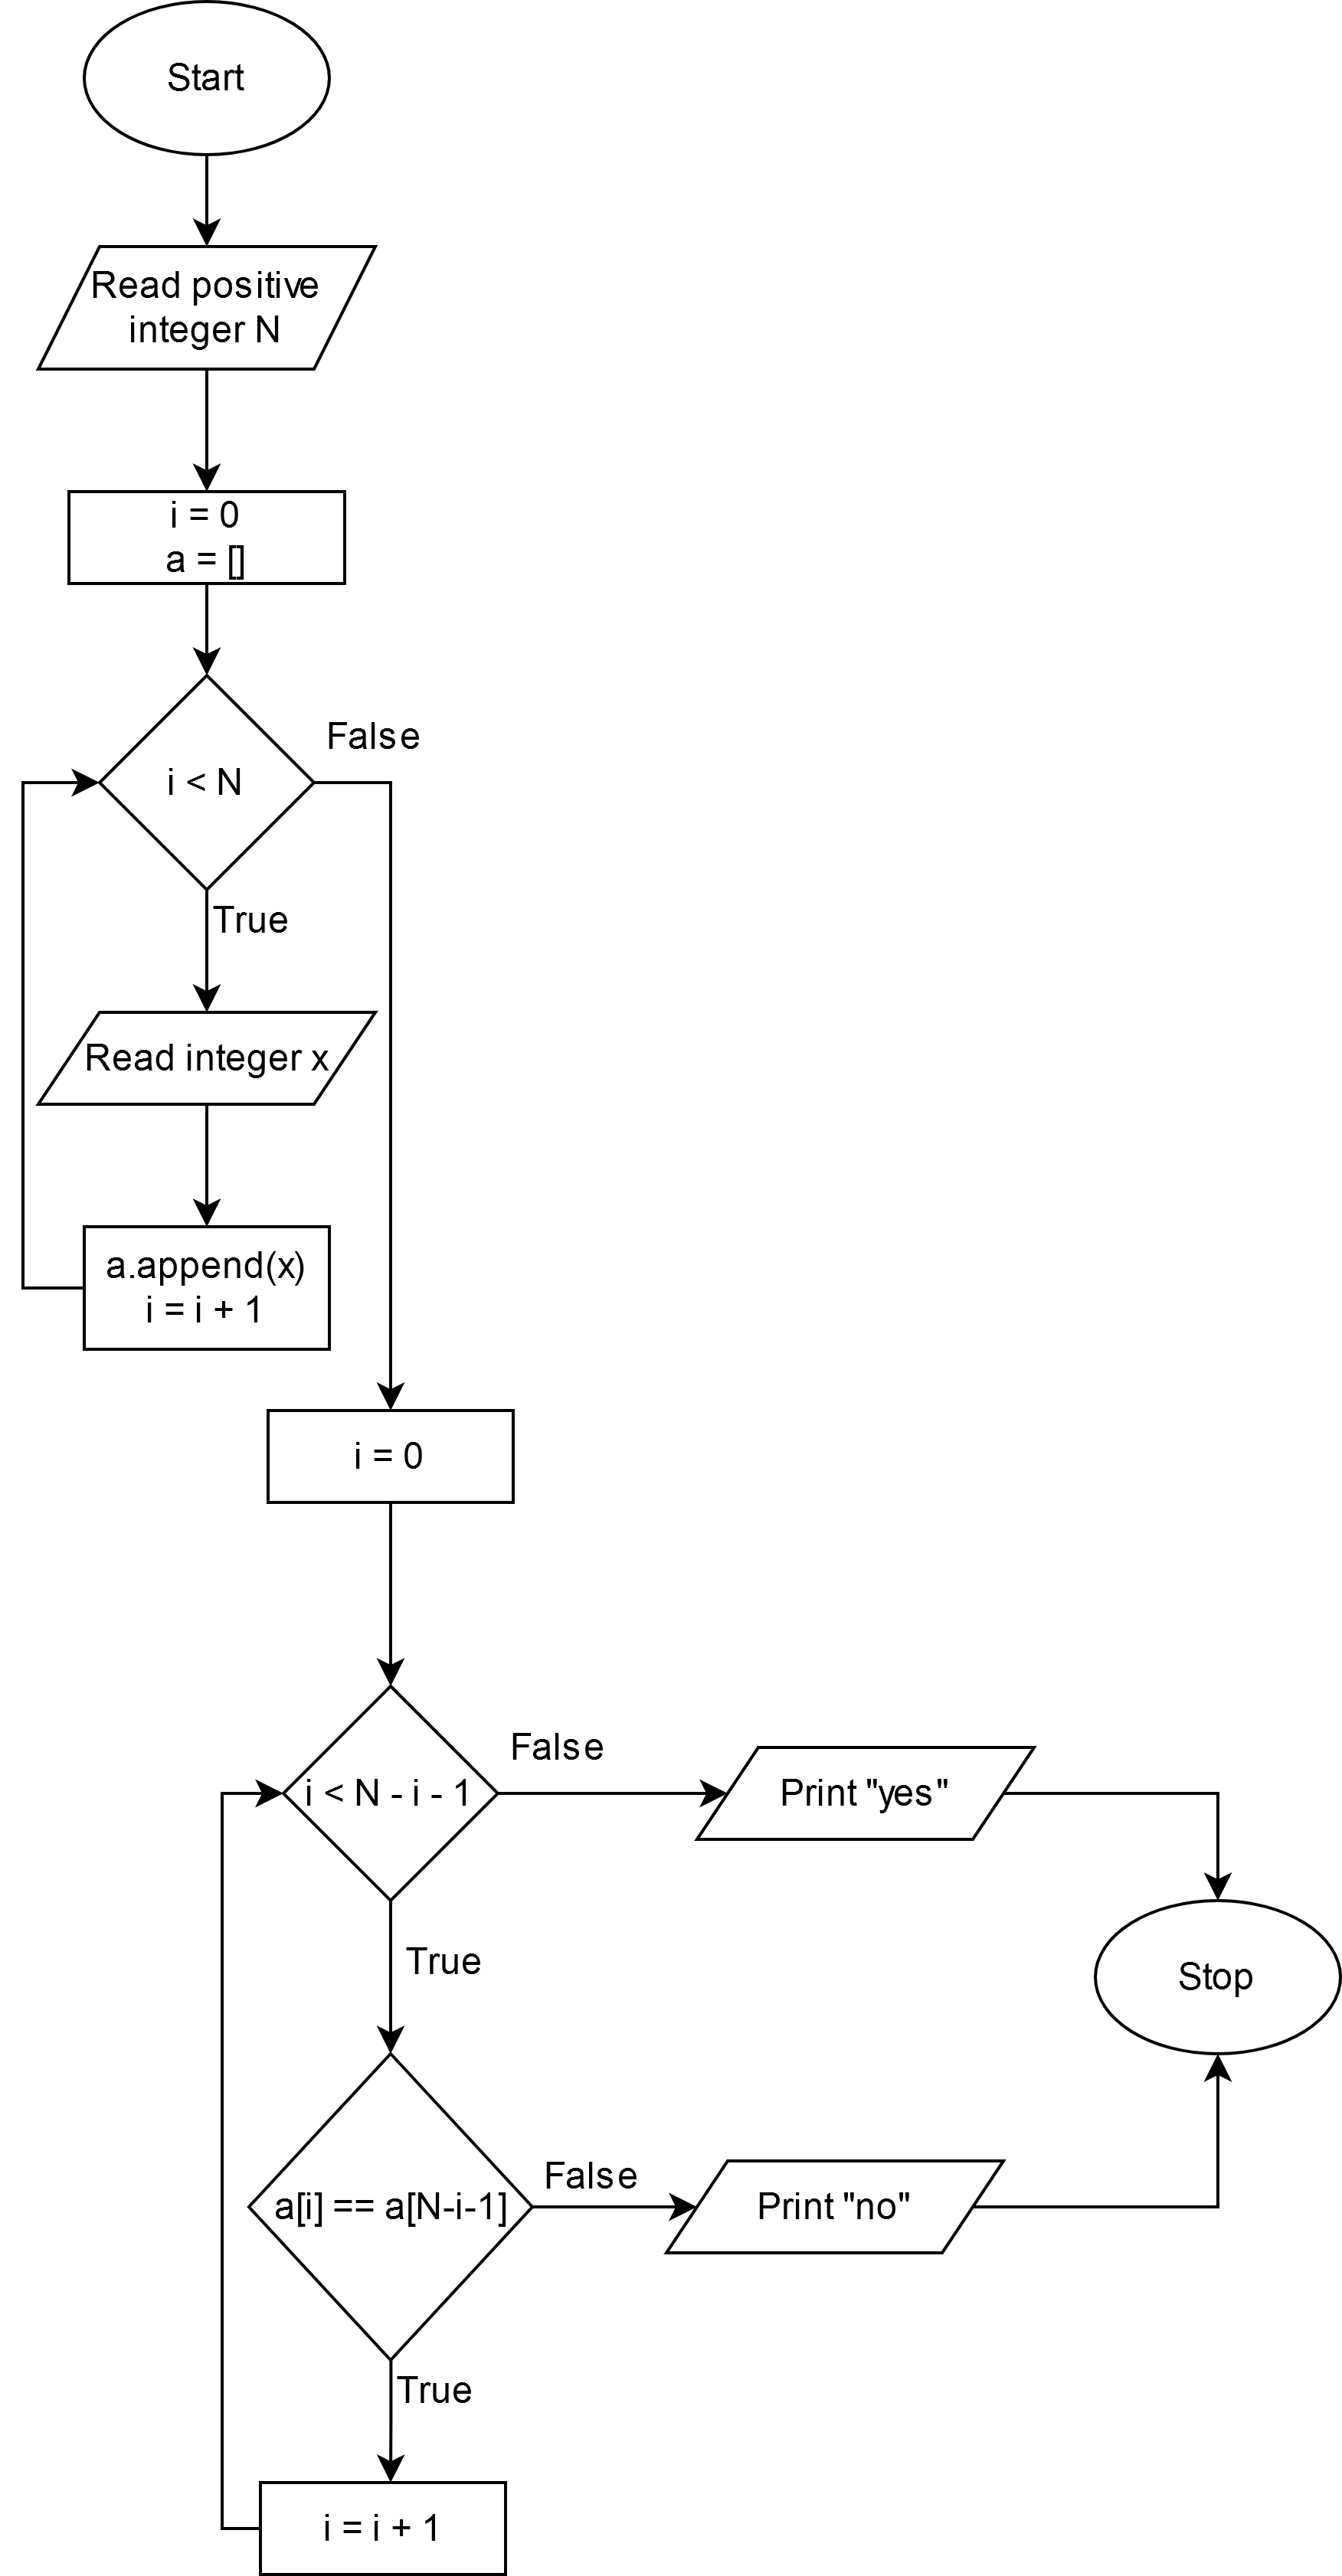 Start
Read positive
integer N
i = 0
a = []
i < N
False
True
Read integer x
a.append(x)
i = i + 1
i = 0
i < N - i - 1
False
Print "yes"
True
Stop
a[i] == a[N-i-1]
False
Print "no"
True
i = i + 1